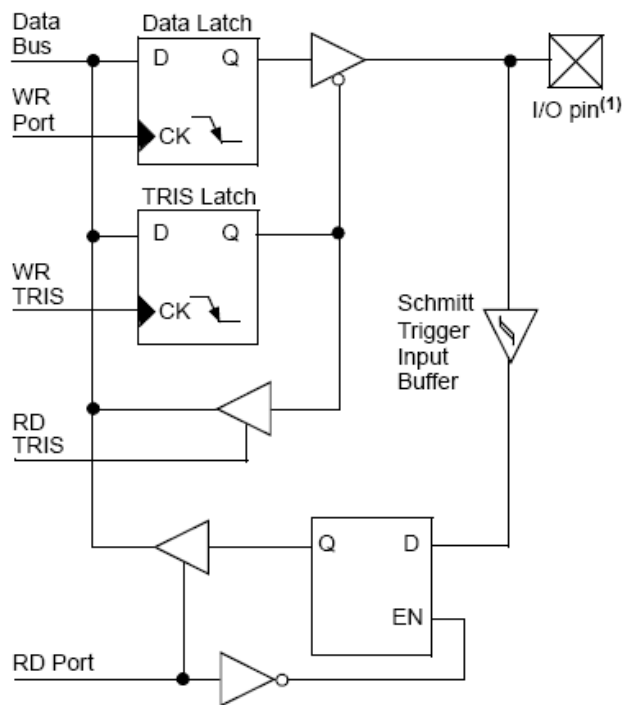 Data
Bus
Data Latch
D Q
WR
Port
CK
I/O pin(1)
TRIS Latch
D Q
WR
TRIS
CK
Schmitt
Trigger
Input
Buffer
RD
TRIS
Q D
EN
RD Port